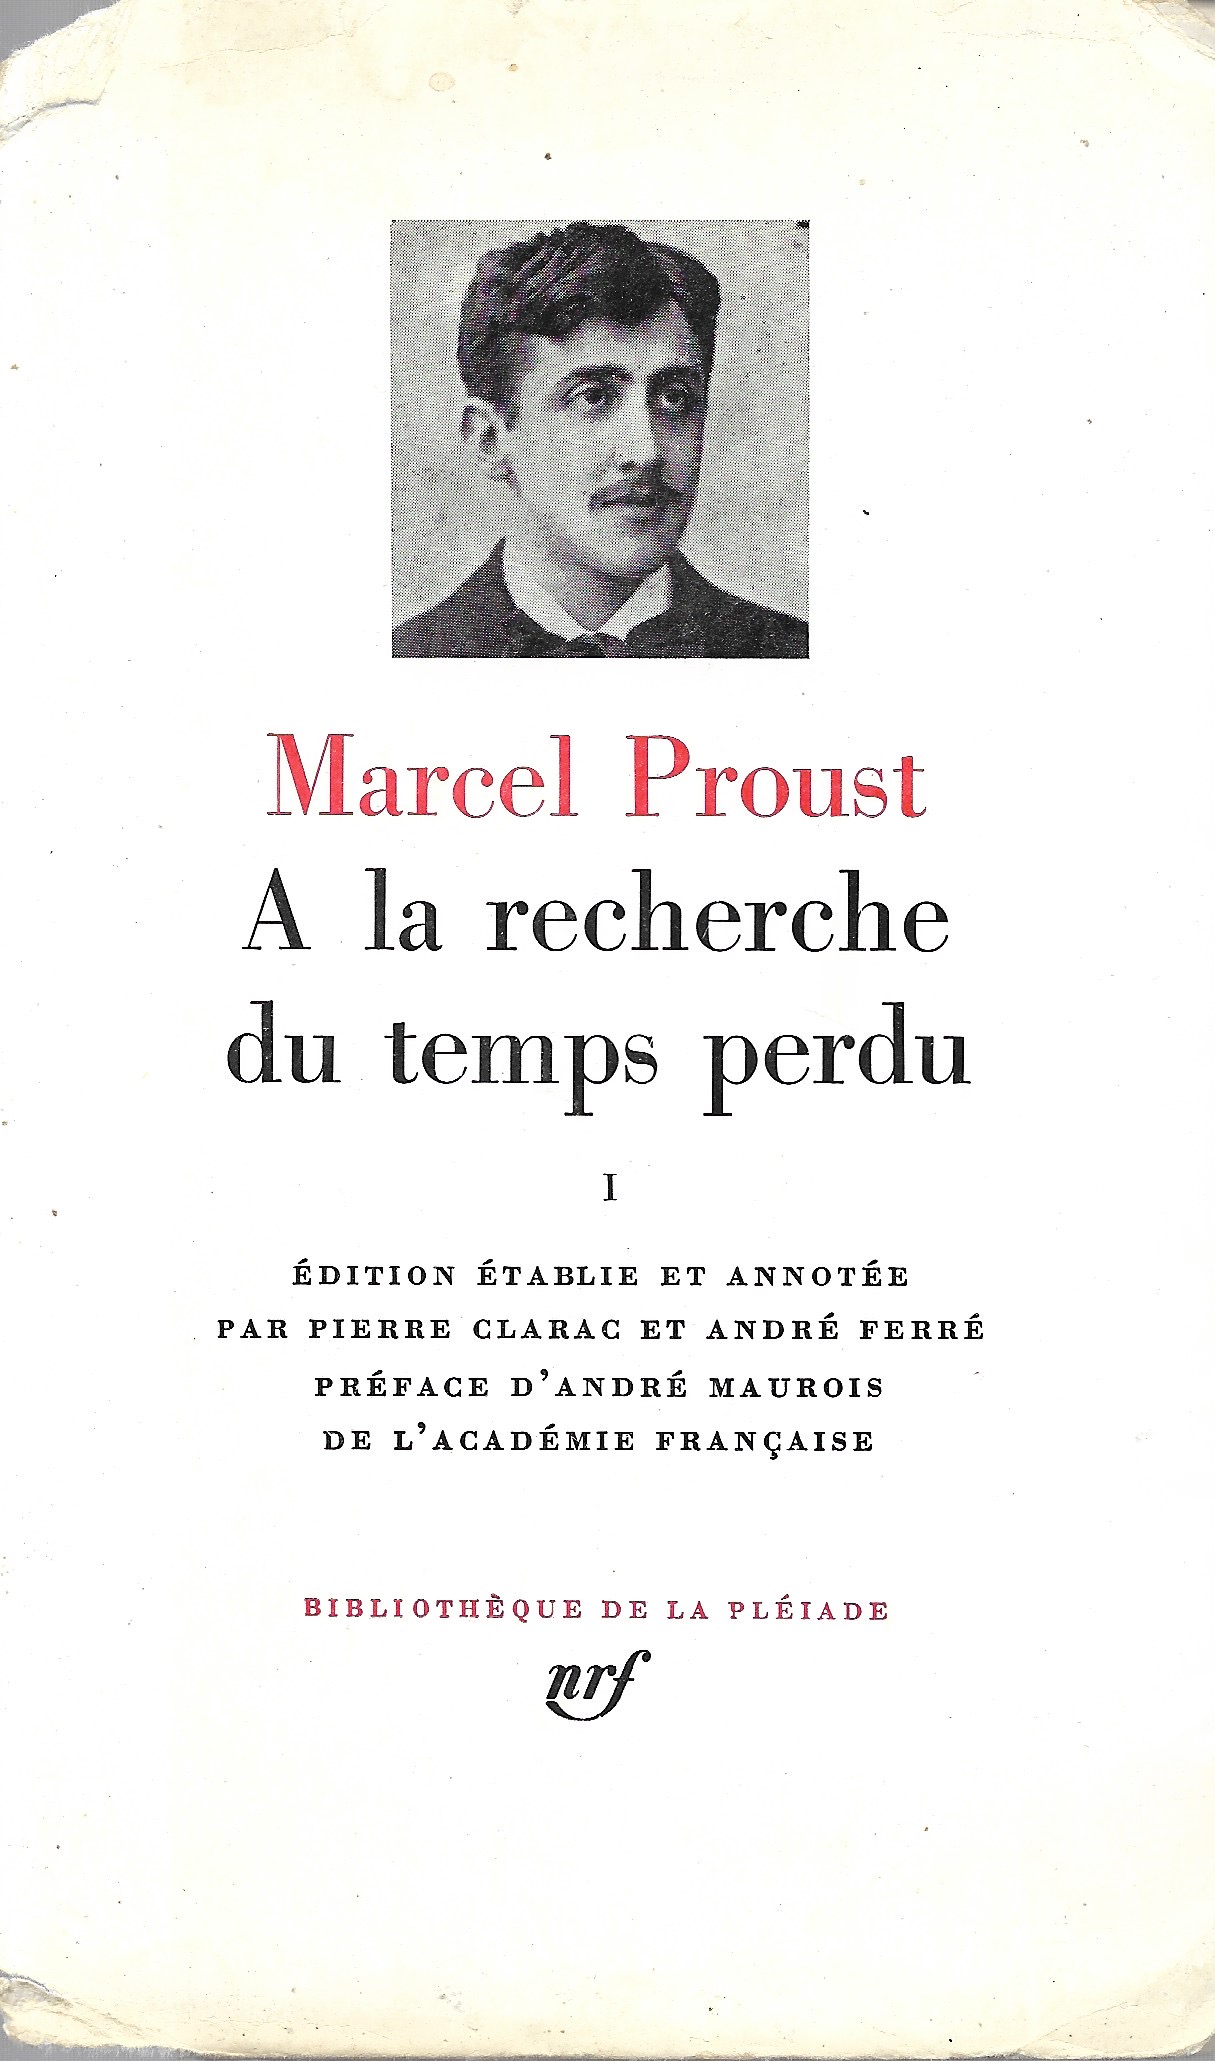 Marcel Proust
A la recherche
du temps perdu
I
ÉDITION ÉTABLIE ET ANNOTÉE
PAR PIERRE CLARAC ET ANDRÉ FERRÉ
PRÉFACE D'ANDRÉ MAUROIS
DE L'ACADÉMIE FRANÇAISE
BIBLIOTHÈQUE DE LA PLÉIADE
nrf